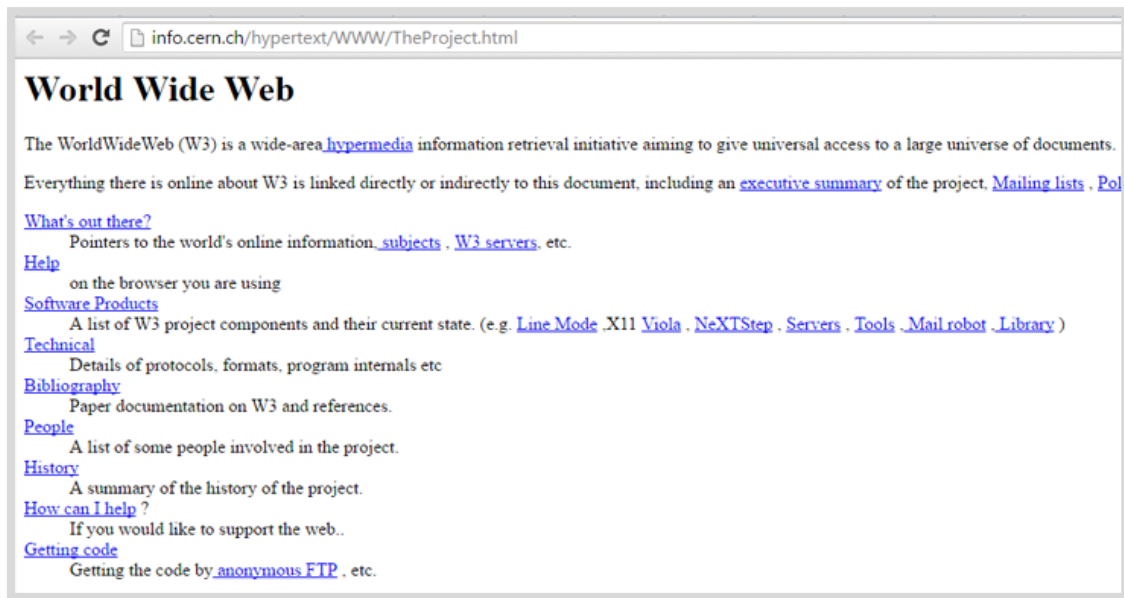 info.cern.ch/hypertext/WWW/TheProject.html
World Wide Web
The WorldWideWeb (W3) is a wide-area hypermedia information retrieval initiative aiming to give universal access to a large universe of documents.
Everything there is online about W3 is linked directly or indirectly to this document, including an executive summary of the project, Mailing lists , Pol
What's out there?
Pointers to the world's online information, subjects , W3 servers, etc.
Help
on the browser you are using
Software Products
A list of W3 project components and their current state. (e.g. Line Mode ,X11 Viola , NeXTStep , Servers , Tools , Mail robot , Library )
Technical
Details of protocols, formats, program internals etc
Bibliography
Paper documentation on W3 and references.
People
A list of some people involved in the project.
History
A summary of the history of the project.
How can I help ?
If you would like to support the web..
Getting code
Getting the code by anonymous FTP , etc.